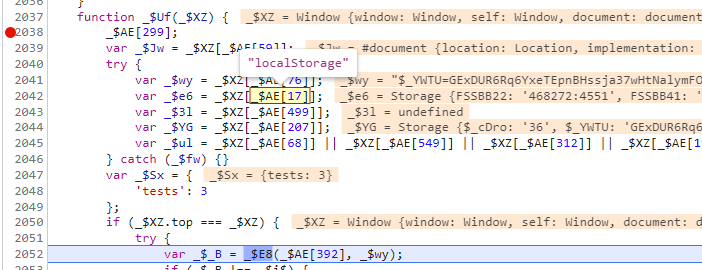 2036 }
2037 function _$Uf(_$XZ) { _$XZ = Window {window: Window, self: Window, document: document
2038 _$AE[299];
2039 var _$Jw = _$XZ[_$AE[59]]; _$Jw = #document {location: Location, implementation:
2040 try {
"localStorage"
2041 var _$wy = _$XZ[_$AE[76]]; _$wy = "$_YWTU=GExDUR6Rq6YxeTEpnBHssja37wHtNalymFO
2042 var _$e6 = _$XZ[_$AE[17]]; _$e6 = Storage {FSSBB22: '468272:4551', FSSBB41: '
2043 var _$3l = _$XZ[_$AE[499]]; _$3l = undefined
2044 var _$YG = _$XZ[_$AE[207]]; _$YG = Storage {$_cDro: '36', $_YWTU: 'GExDUR6Rq6
2045 var _$ul = _$XZ[_$AE[68]] || _$XZ[_$AE[549]] || _$XZ[_$AE[312]] || _$XZ[_$AE[1
2046 } catch (_$fw) {}
2047 var _$Sx = { _$Sx = {tests: 3}
2048 'tests': 3
2049 };
2050 if (_$XZ.top === _$XZ) { _$XZ = Window {window: Window, self: Window, document: d
2051 try {
2052 var _$_B = _$E8(_$AE[392], _$wy);